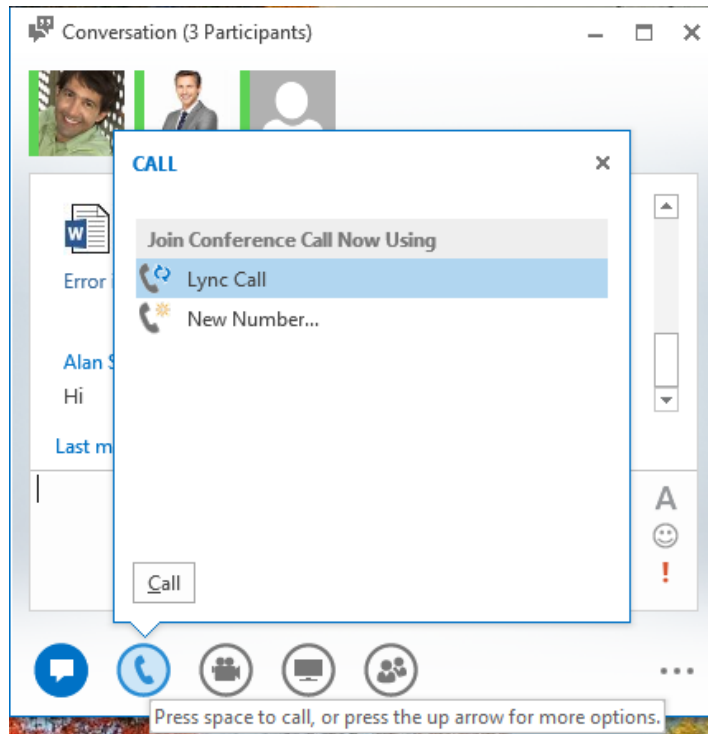 Conversation (3 Participants)
CALL
Join Conference Call Now Using
Lync Call
New Number...
Error
Alan
Hi
Last
Call
A
!
Press space to call, or press the up arrow for more options.